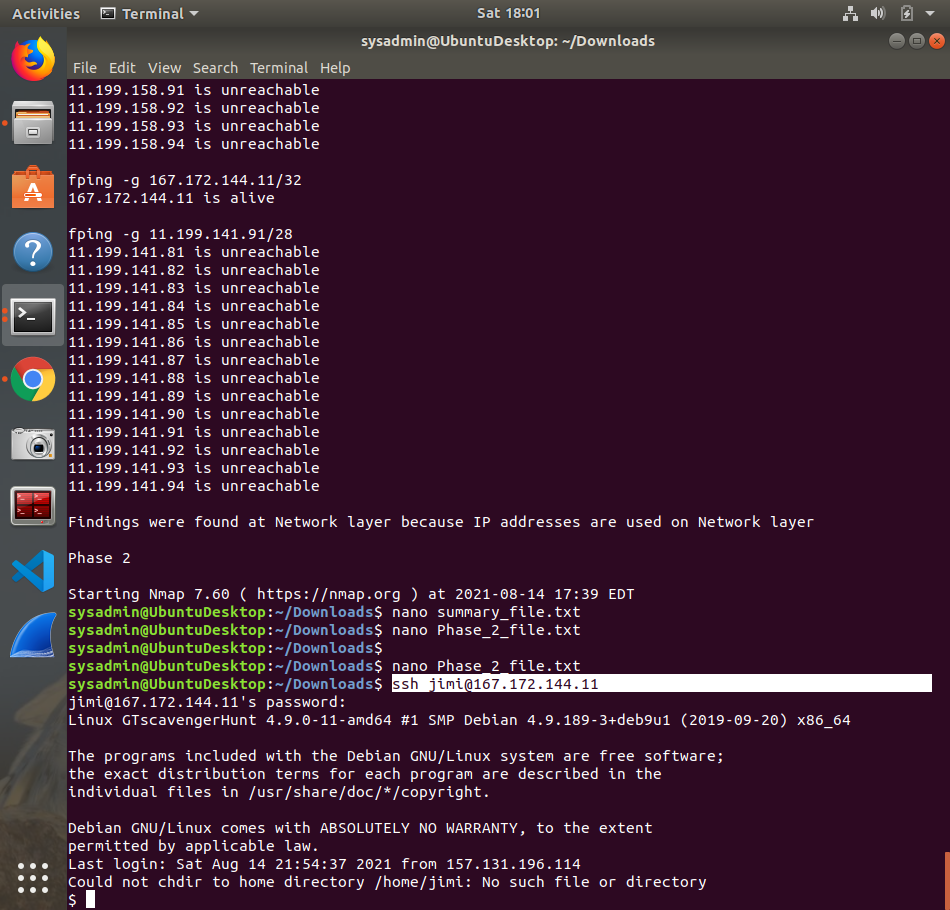 Activities Terminal Sat 18:01
sysadmin@UbuntuDesktop: ~/Downloads
File Edit View Search Terminal Help
11.199.158.91 is unreachable
11.199.158.92 is unreachable
11.199.158.93 is unreachable
11.199.158.94 is unreachable
fping -g 167.172.144.11/32
167.172.144.11 is alive
fping -g 11.199.141.91/28
11.199.141.81 is unreachable
11.199.141.82 is unreachable
11.199.141.83 is unreachable
11.199.141.84 is unreachable
11.199.141.85 is unreachable
11.199.141.86 is unreachable
11.199.141.87 is unreachable
11.199.141.88 is unreachable
11.199.141.89 is unreachable
11.199.141.90 is unreachable
11.199.141.91 is unreachable
11.199.141.92 is unreachable
11.199.141.93 is unreachable
11.199.141.94 is unreachable
Findings were found at Network layer because IP addresses are used on Network layer
Phase 2
Starting Nmap 7.60 ( https://nmap.org ) at 2021-08-14 17:39 EDT
sysadmin@UbuntuDesktop:~/Downloads$ nano summary_file.txt
sysadmin@UbuntuDesktop:~/Downloads$ nano Phase_2_file.txt
sysadmin@UbuntuDesktop:~/Downloads$
sysadmin@UbuntuDesktop:~/Downloads$ nano Phase_2_file.txt
sysadmin@UbuntuDesktop:~/Downloads$ ssh jimi@167.172.144.11
jimi@167.172.144.11's password:
Linux GTscavengerHunt 4.9.0-11-amd64 #1 SMP Debian 4.9.189-3+deb9u1 (2019-09-20) x86_64
The programs included with the Debian GNU/Linux system are free software;
the exact distribution terms for each program are described in the
individual files in /usr/share/doc/*/copyright.
Debian GNU/Linux comes with ABSOLUTELY NO WARRANTY, to the extent
permitted by applicable law.
Last login: Sat Aug 14 21:54:37 2021 from 157.131.196.114
Could not chdir to home directory /home/jimi: No such file or directory
$